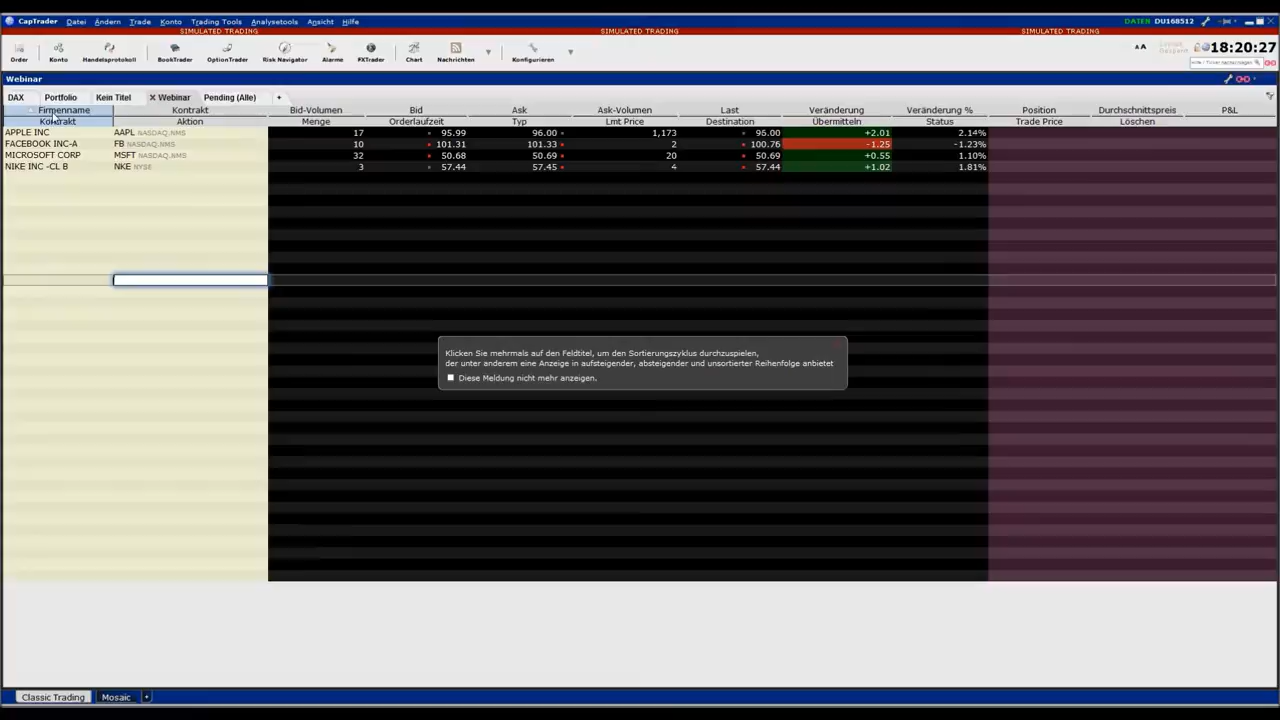 CapTrader Datei Ändern Trade Konto Trading Tools Analysetools Ansicht Hilfe DATEN DU168512
SIMULATED TRADING SIMULATED TRADING SIMULATED TRADING
Order Konto Handelsprotokoll BookTrader OptionTrader Risk Navigator Alarme FXTrader Chart Nachrichten Konfigurieren AA 18:20:27
Webinar
DAX Portfolio Kein Titel X Webinar Pending (Alle) +
Firmenname Kontrakt Bid-Volumen Bid Ask Ask-Volumen Last Veränderung Veränderung % Position Durchschnittspreis P&L
Kontrakt Aktion Menge Orderlaufzeit Typ Lmt Price Destination Übermitteln Status Trade Price Löschen
APPLE INC AAPL NASDAQ.NMS 17 95.99 96.00 1,173 96.00 +2.01 2.14%
FACEBOOK INC-A FB NASDAQ.NMS 10 101.31 101.33 2 100.76 -1.25 -1.23%
MICROSOFT CORP MSFT NASDAQ.NMS 32 50.68 50.69 20 50.69 +0.55 1.10%
NIKE INC -CL B NKE NYSE 3 57.44 57.45 4 57.44 +1.02 1.81%
Klicken Sie mehrmals auf den Feldtitel, um den Sortierungszyklus durchzuspielen,
der unter anderem eine Anzeige in aufsteigender, absteigender und unsortierter Reihenfolge anbietet
Diese Meldung nicht mehr anzeigen.
Classic Trading Mosaic +